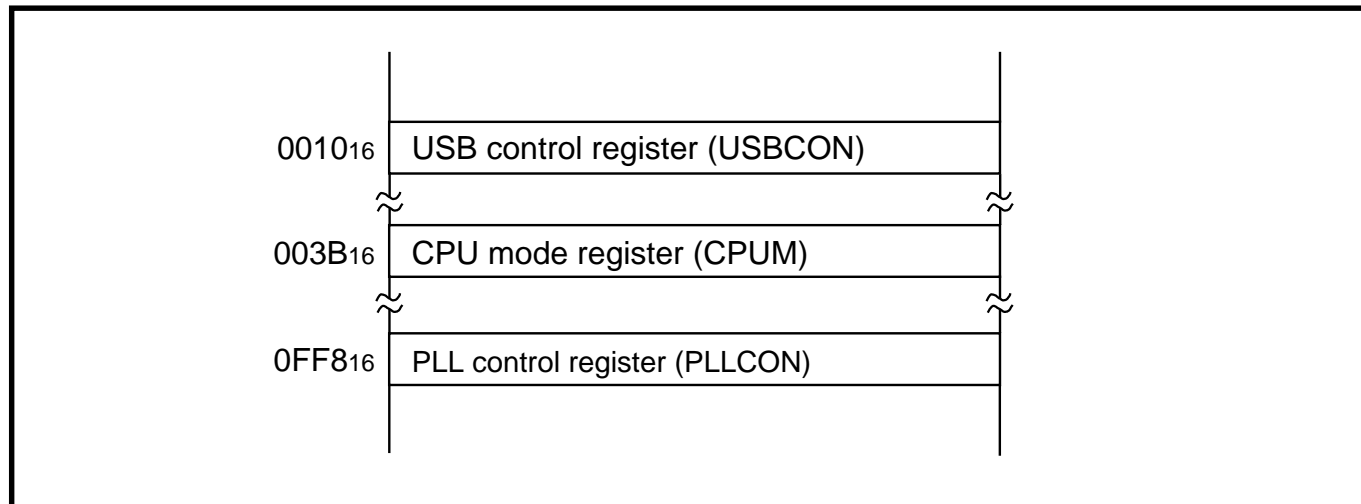 0010₁₆ USB control register (USBCON)
003B₁₆ CPU mode register (CPUM)
0FF8₁₆ PLL control register (PLLCON)